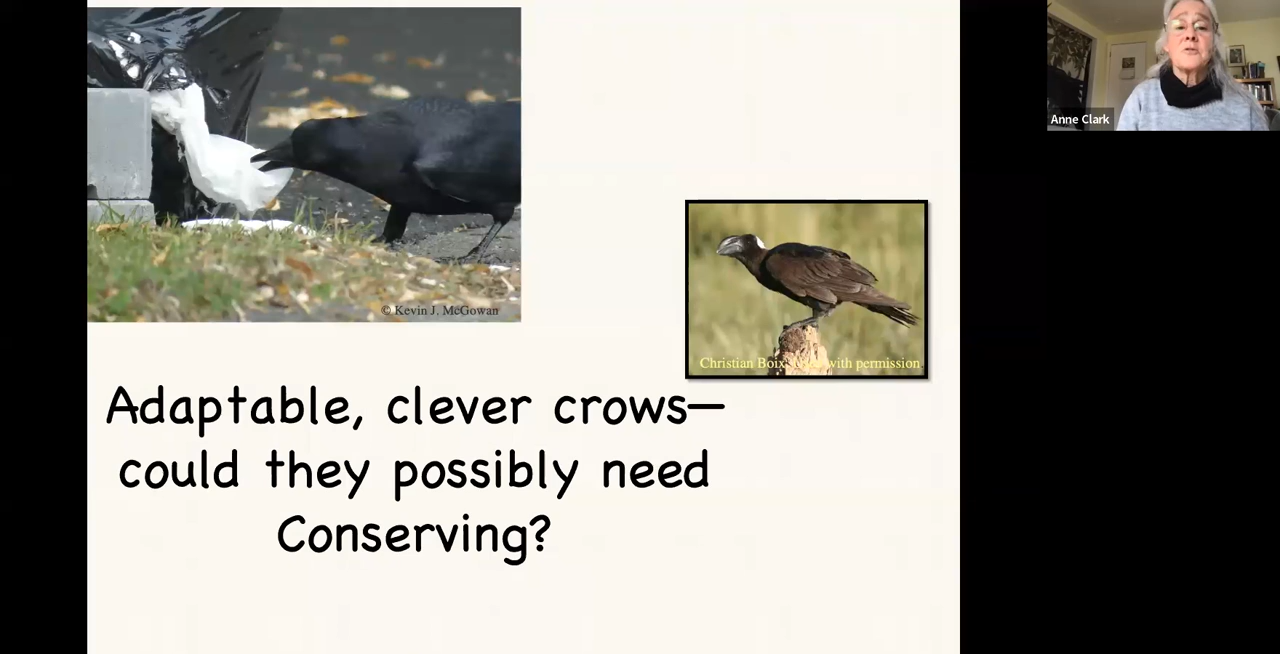 © Kevin J. McGowan
Anne Clark
Christian Boix with permission
Adaptable, clever crows—
could they possibly need
Conserving?